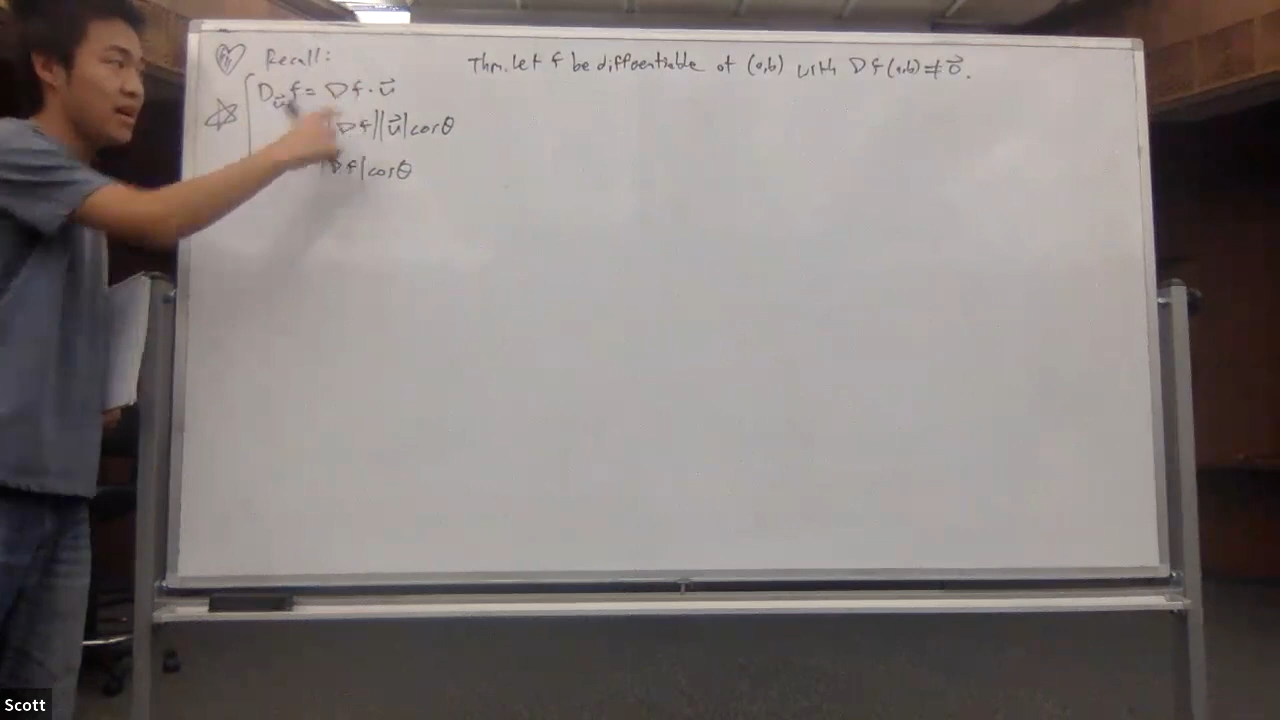 Recall:
D_u⃗ f = ∇f · u⃗
|∇f||u⃗|cosθ
|∇f|cosθ
Thm. Let f be differentiable at (a,b) with ∇f(a,b) ≠ 0⃗.
Scott